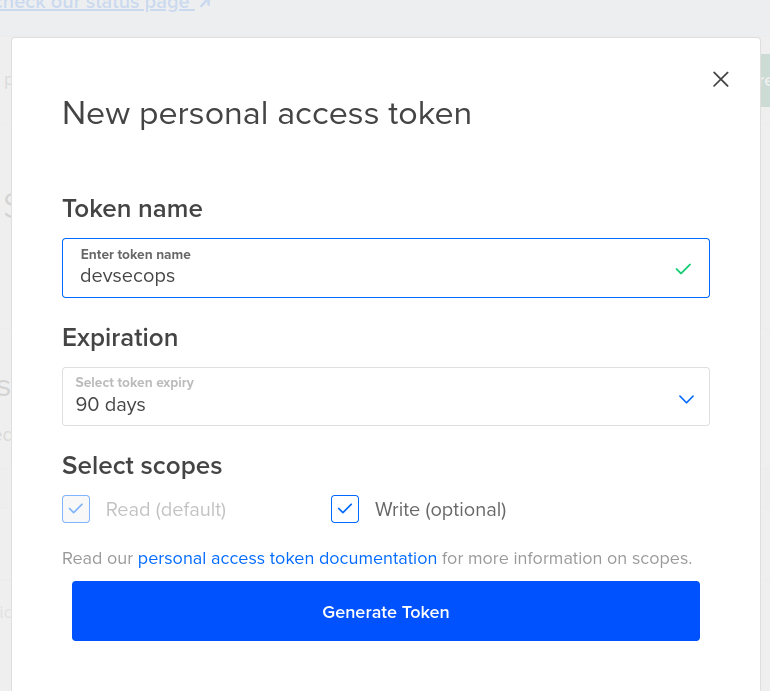 check our status page
New personal access token
Token name
Enter token name
devsecops
Expiration
Select token expiry
90 days
Select scopes
Read (default)
Write (optional)
Read our personal access token documentation for more information on scopes.
Generate Token